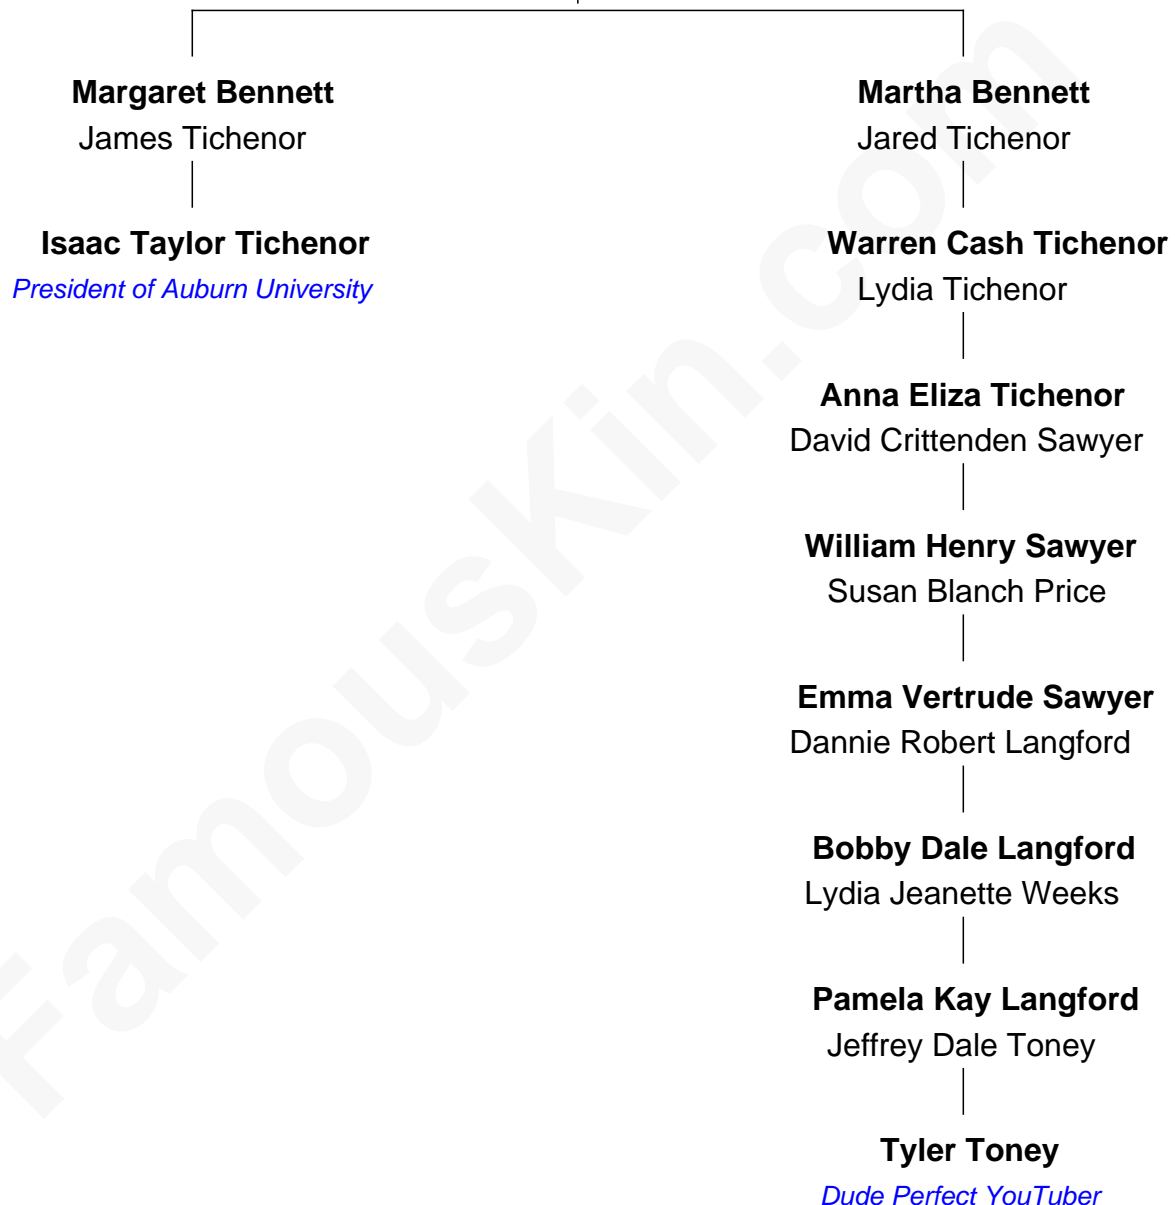 Margaret Bennett
James Tichenor
Isaac Taylor Tichenor
President of Auburn University
Martha Bennett
Jared Tichenor
Warren Cash Tichenor
Lydia Tichenor
Anna Eliza Tichenor
David Crittenden Sawyer
William Henry Sawyer
Susan Blanch Price
Emma Vertrude Sawyer
Dannie Robert Langford
Bobby Dale Langford
Lydia Jeanette Weeks
Pamela Kay Langford
Jeffrey Dale Toney
Tyler Toney
Dude Perfect YouTuber
FamousKin.com